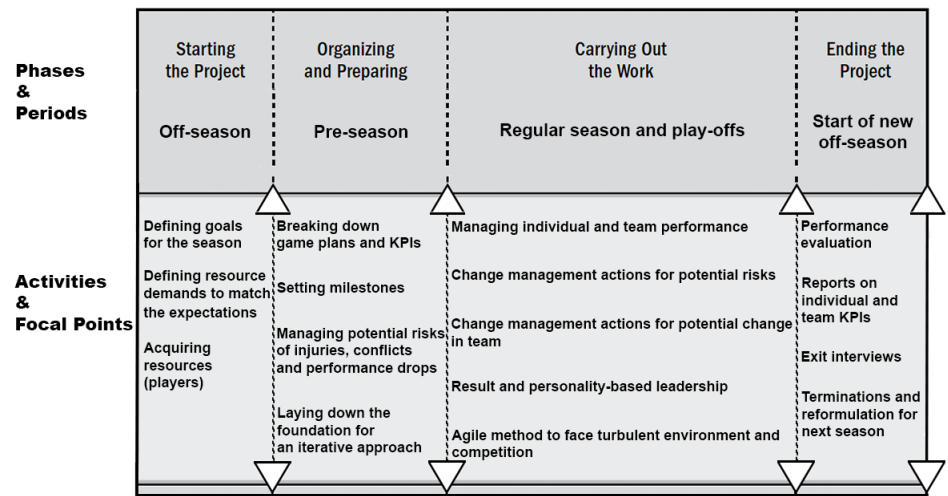 Phases
&
Periods
Starting
the Project
Off-season
Organizing
and Preparing
Pre-season
Carrying Out
the Work
Regular season and play-offs
Ending the
Project
Start of new
off-season
Activities
&
Focal Points
Defining goals
for the season
Defining resource
demands to match
the expectations
Acquiring
resources
(players)
Breaking down
game plans and KPIs
Setting milestones
Managing potential risks
of injuries, conflicts
and performance drops
Laying down the
foundation for
an iterative approach
Managing individual and team performance
Change management actions for potential risks
Change management actions for potential change
in team
Result and personality-based leadership
Agile method to face turbulent environment and
competition
Performance
evaluation
Reports on
individual and
team KPIs
Exit interviews
Terminations and
reformulation for
next season